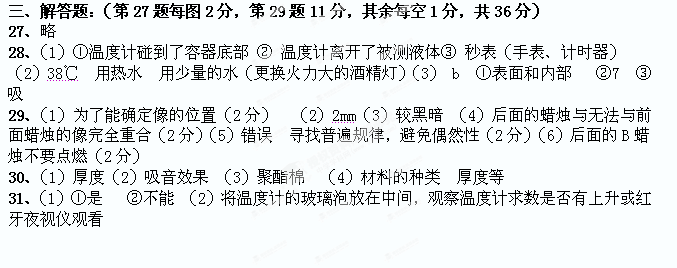 三、解答题：（第27题每图2分，第29题11分，其余每空1分，共36分）
27、略
28、（1）①温度计碰到了容器底部 ② 温度计离开了被测液体③ 秒表（手表、计时器）
（2）38℃ 用热水 用少量的水（更换火力大的酒精灯）（3） b ①表面和内部 ②7 ③
吸
29、（1）为了能确定像的位置（2分） （2）2mm（3）较黑暗 （4）后面的蜡烛与无法与前
面蜡烛的像完全重合（2分）（5）错误 寻找普遍规律，避免偶然性（2分）（6）后面的B蜡
烛不要点燃（2分）
30、（1）厚度（2）吸音效果 （3）聚酯棉 （4）材料的种类 厚度等
31、（1）①是 ②不能 （2）将温度计的玻璃泡放在中间，观察温度计求数是否有上升或红
牙夜视仪观看